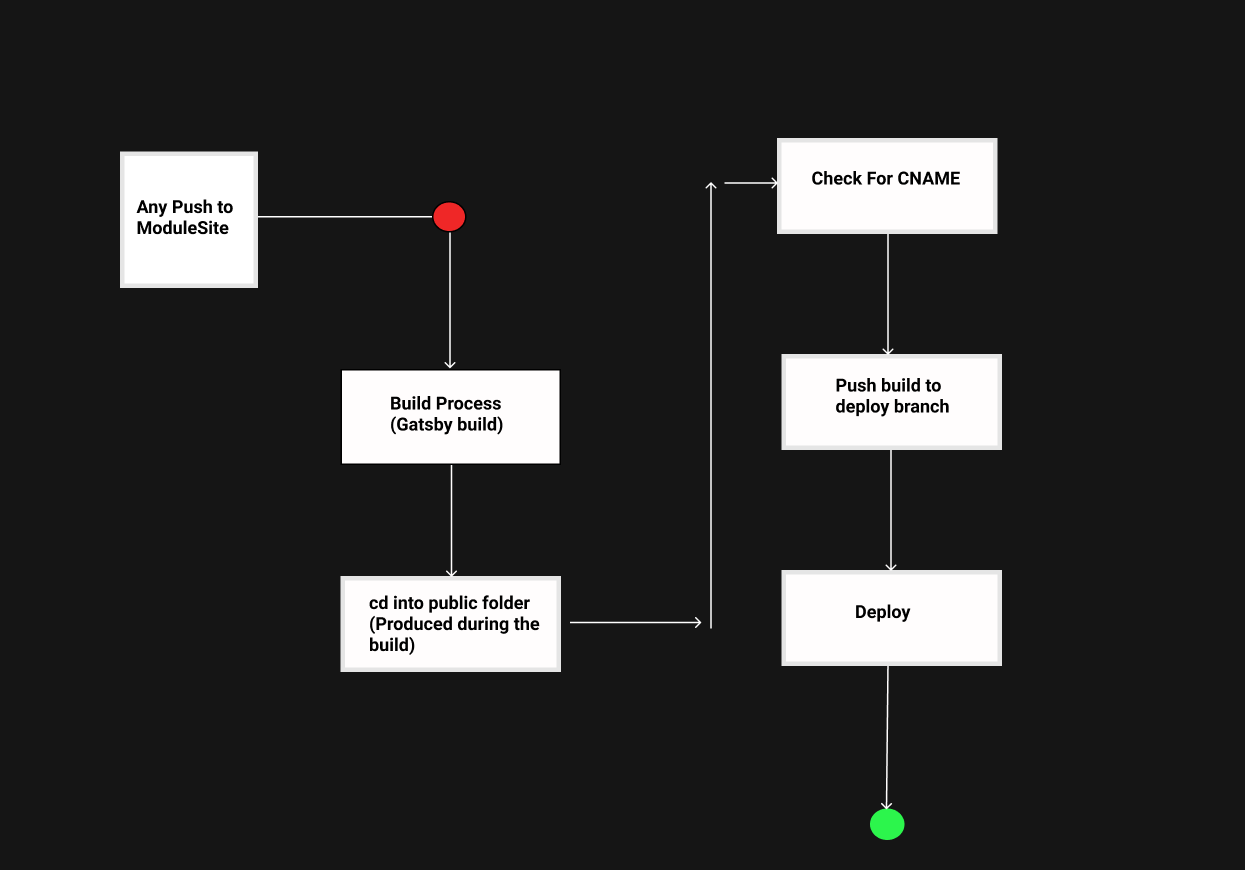 Any Push to
ModuleSite
Build Process
(Gatsby build)
cd into public folder
(Produced during the
build)
Check For CNAME
Push build to
deploy branch
Deploy